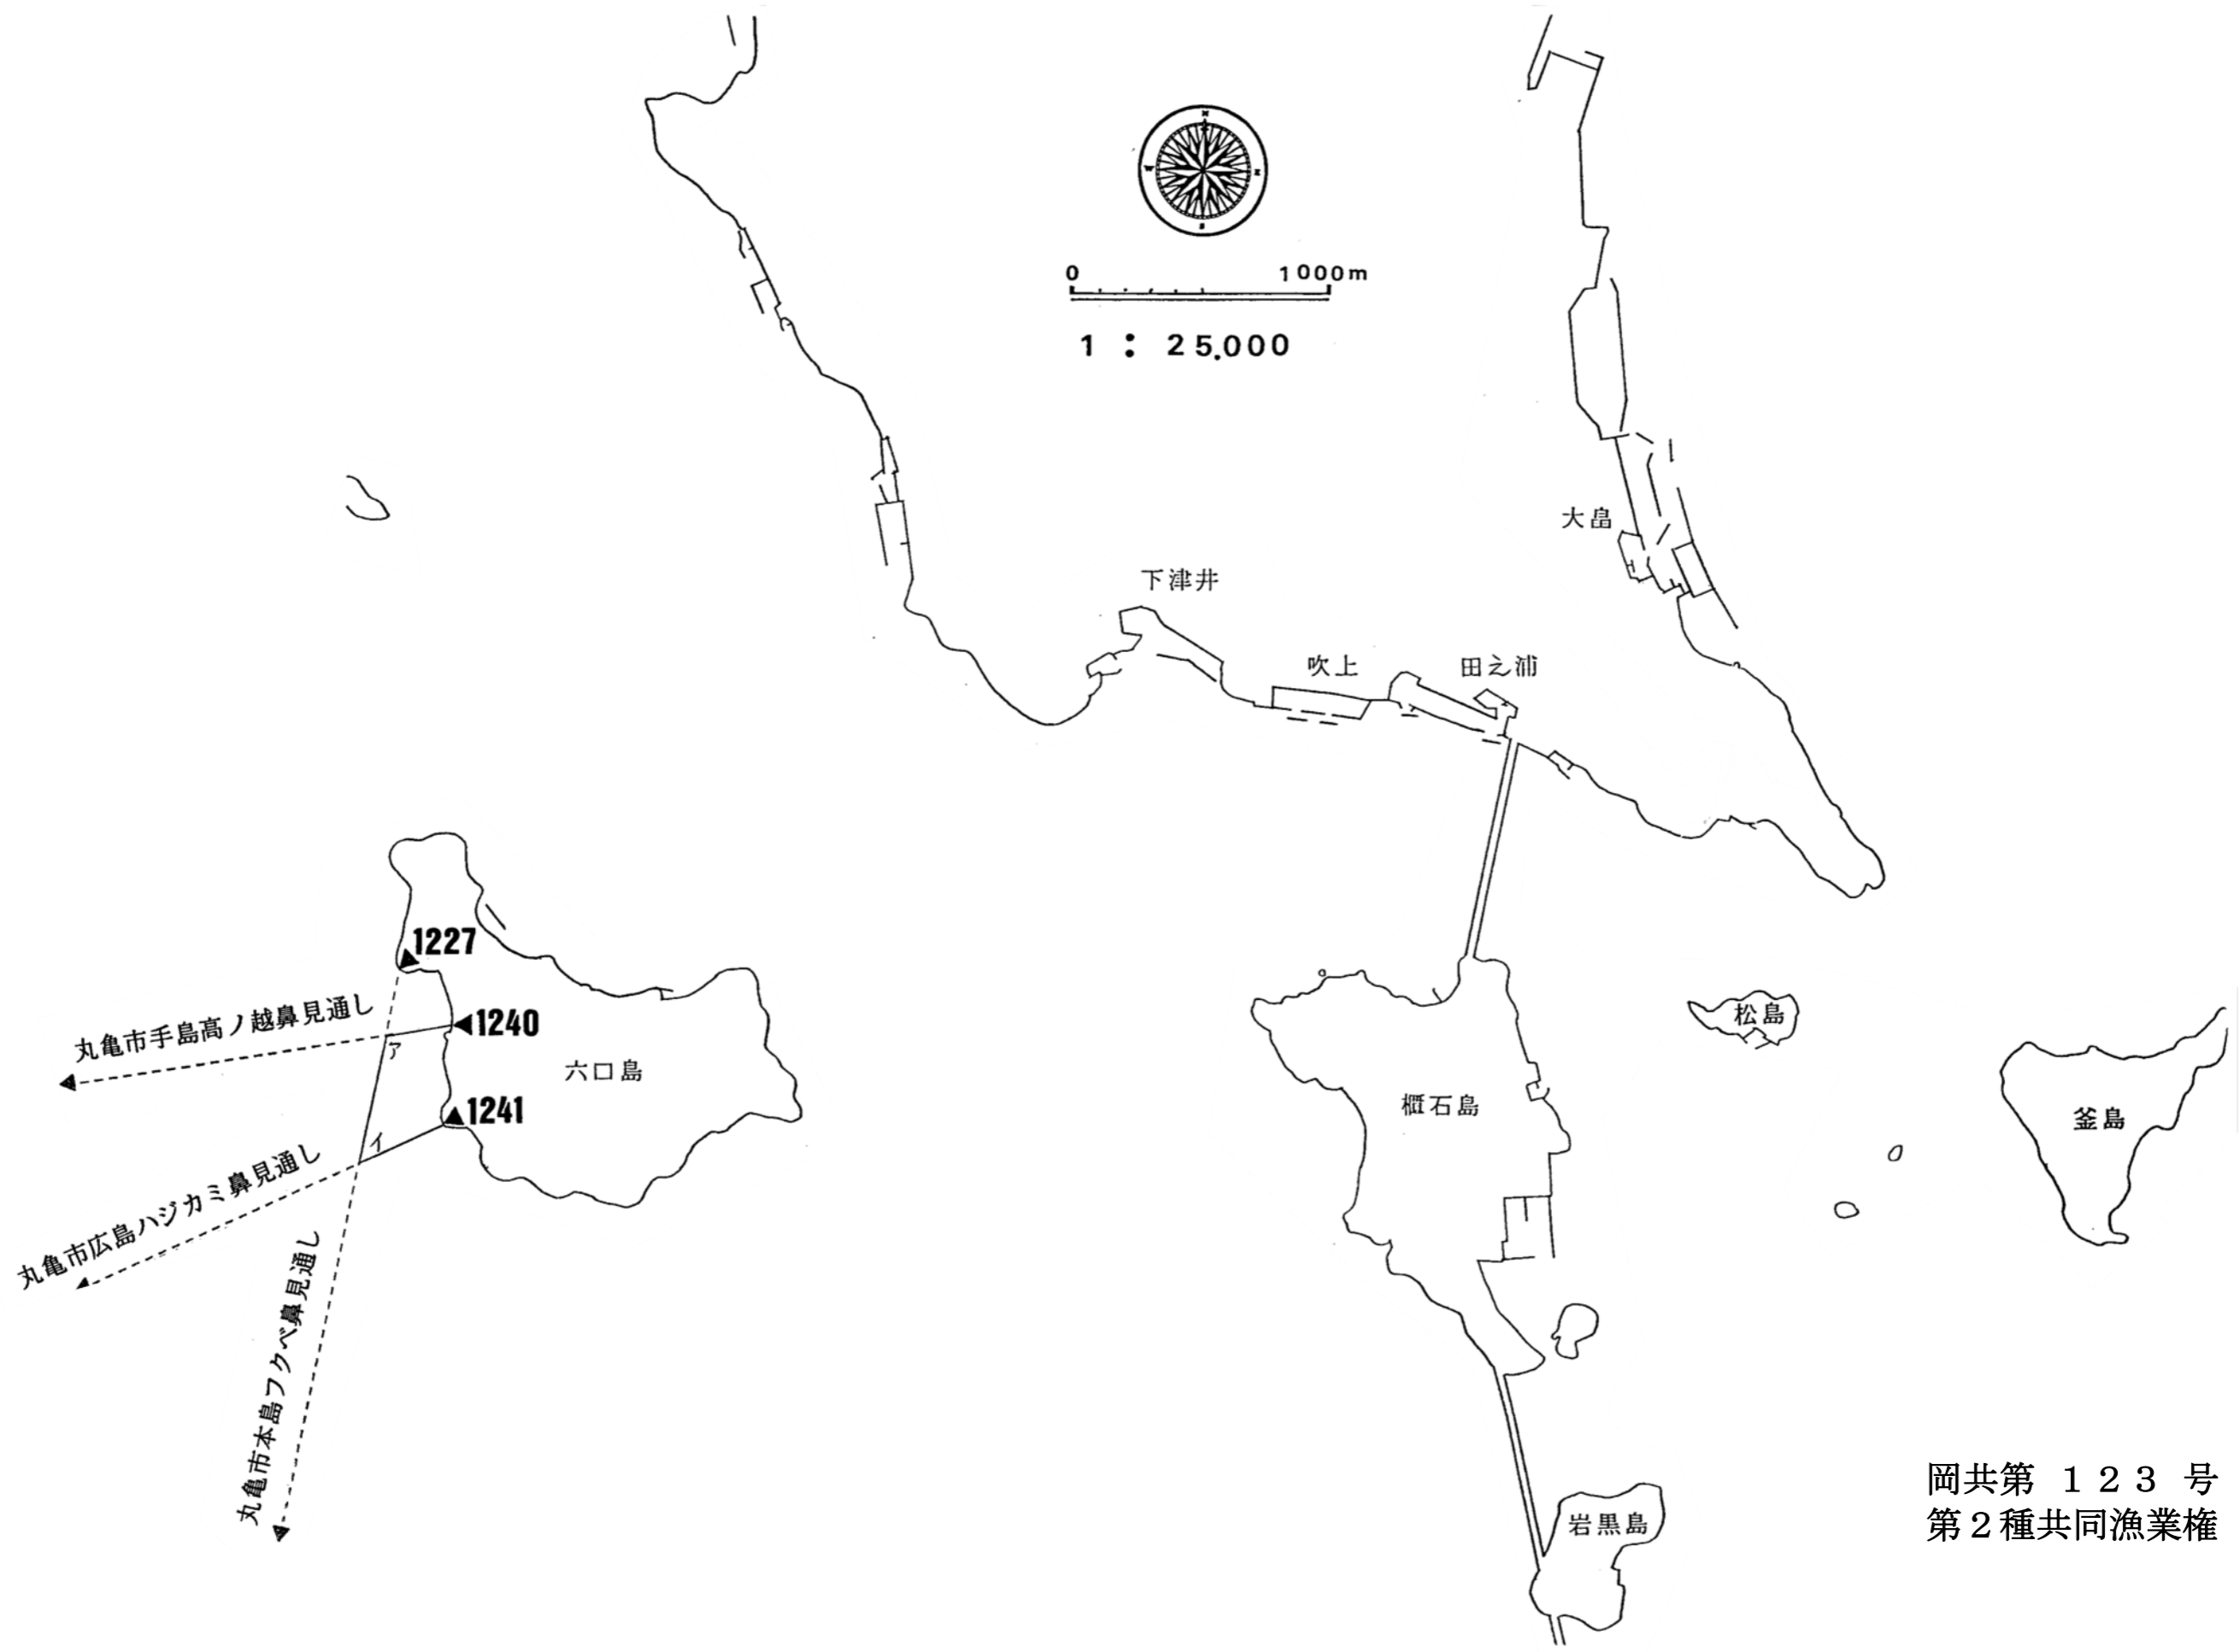 N
W
S
0 1000m
1 : 25.000
大畠
下津井
吹上
田之浦
1227
1240
1241
丸亀市手島高ノ越鼻見通し
ア
六口島
イ
丸亀市広島ハジカミ鼻見通し
丸亀市本島フクベ鼻見通し
松島
櫃石島
釜島
岩黒島
岡共第 123 号
第2種共同漁業権